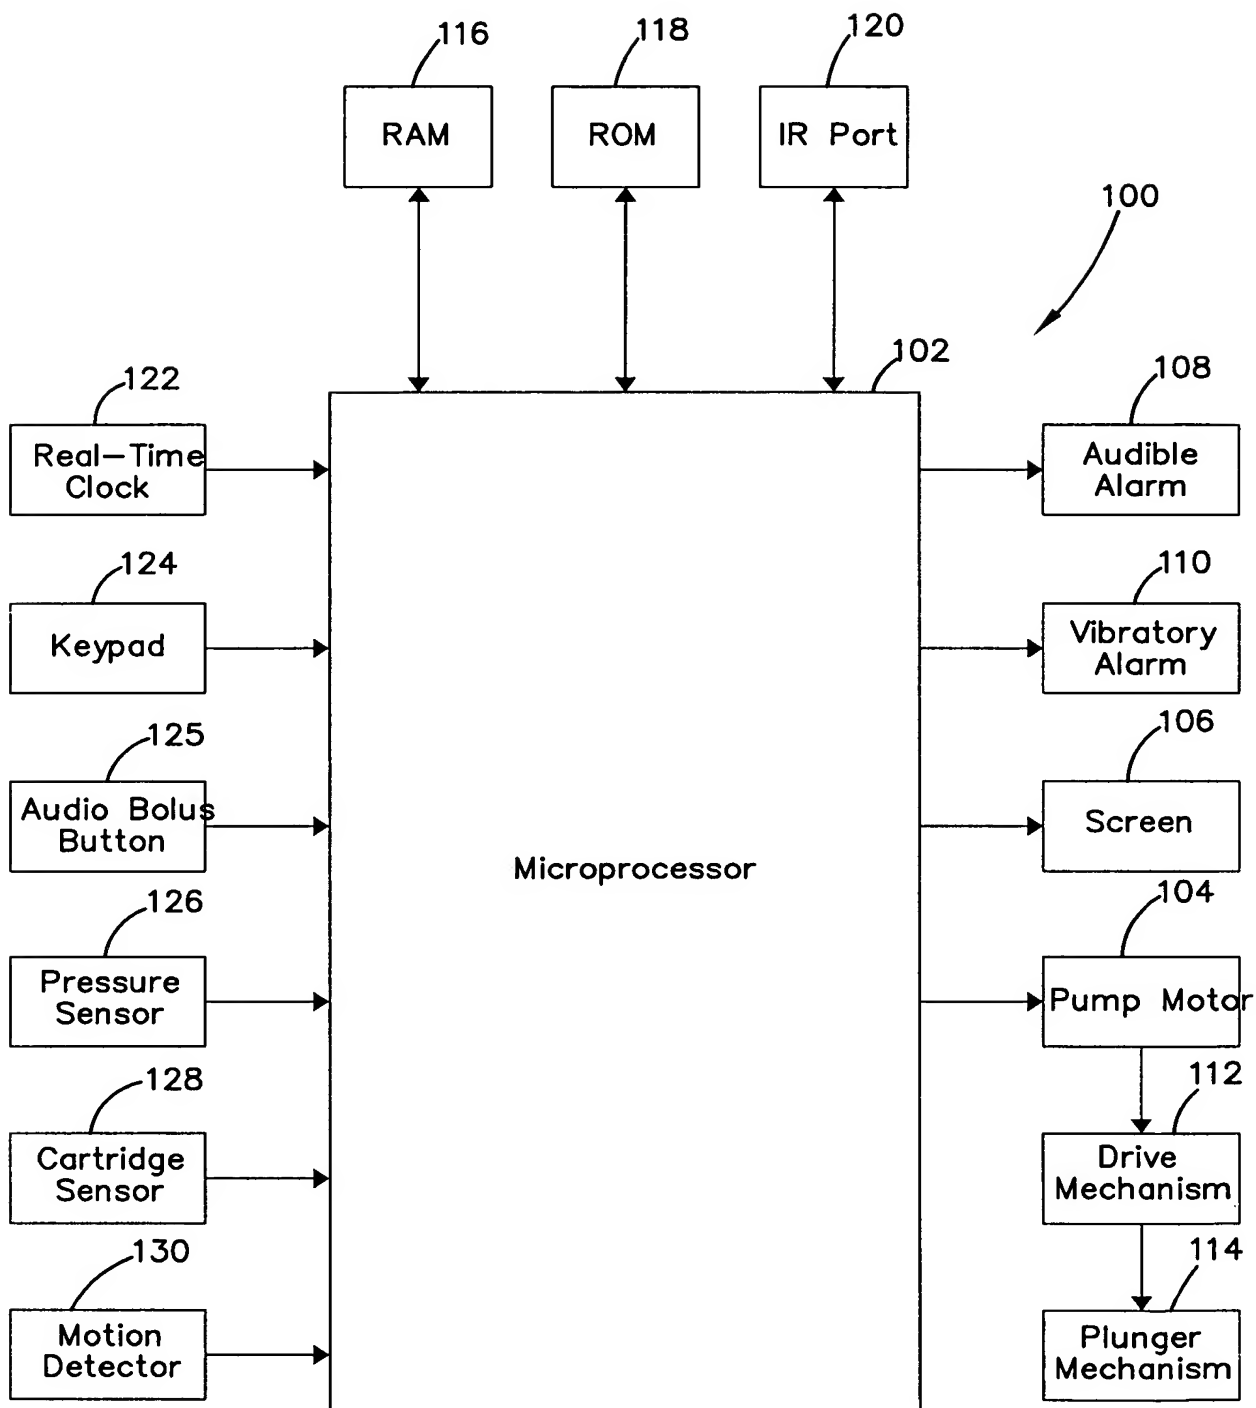 116
118
120
RAM
ROM
IR Port
100
102
122
108
Real-Time
Clock
Audible
Alarm
124
110
Keypad
Vibratory
Alarm
125
106
Audio Bolus
Button
Screen
Microprocessor
126
104
Pressure
Sensor
Pump Motor
128
112
Cartridge
Sensor
Drive
Mechanism
130
114
Motion
Detector
Plunger
Mechanism